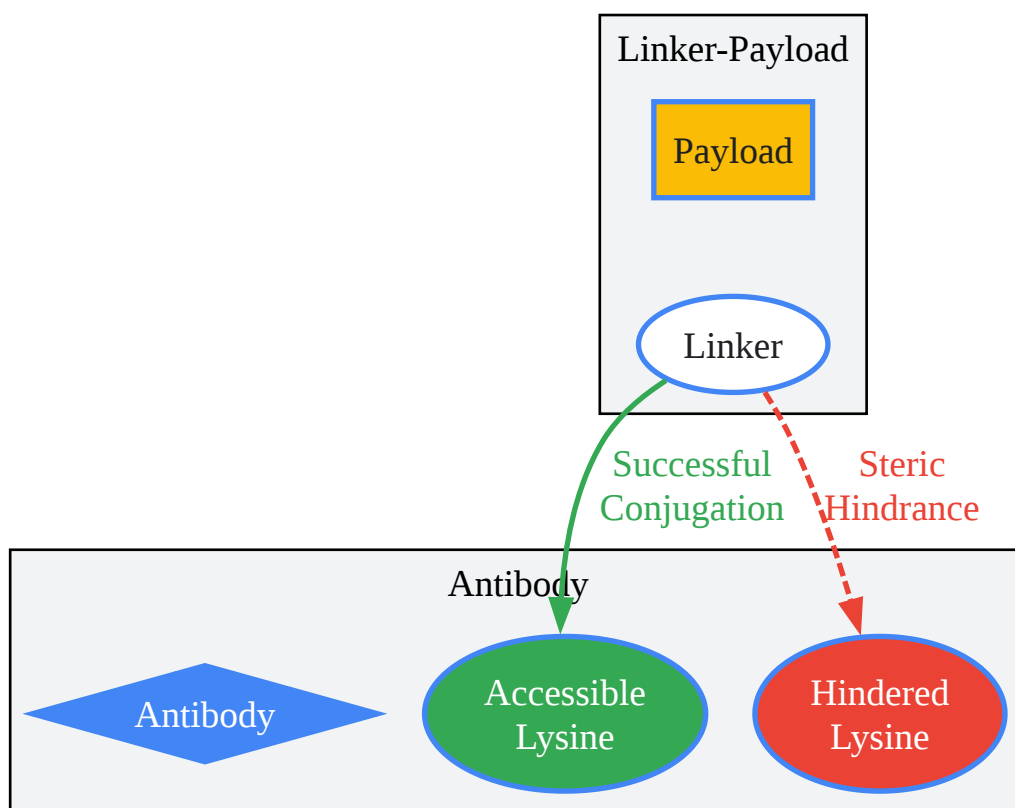 Linker-Payload
Payload
Linker
Successful
Conjugation
Steric
Hindrance
Antibody
Antibody
Accessible
Lysine
Hindered
Lysine